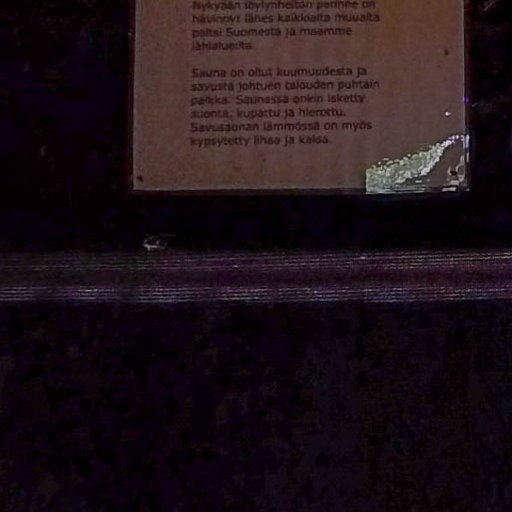 Nykyään löylynheiton perinne on
hävinnyt lähes kaikkialta muualta
paitsi Suomesta ja maamme
lähialueilta.
Sauna on ollut kuumuudesta ja
savusta johtuen talouden puhtain
paikka. Saunassa onkin isketty
suonta, kupattu ja hierottu.
Savusaunan lämmössä on myös
kypsytetty lihaa ja kalaa.